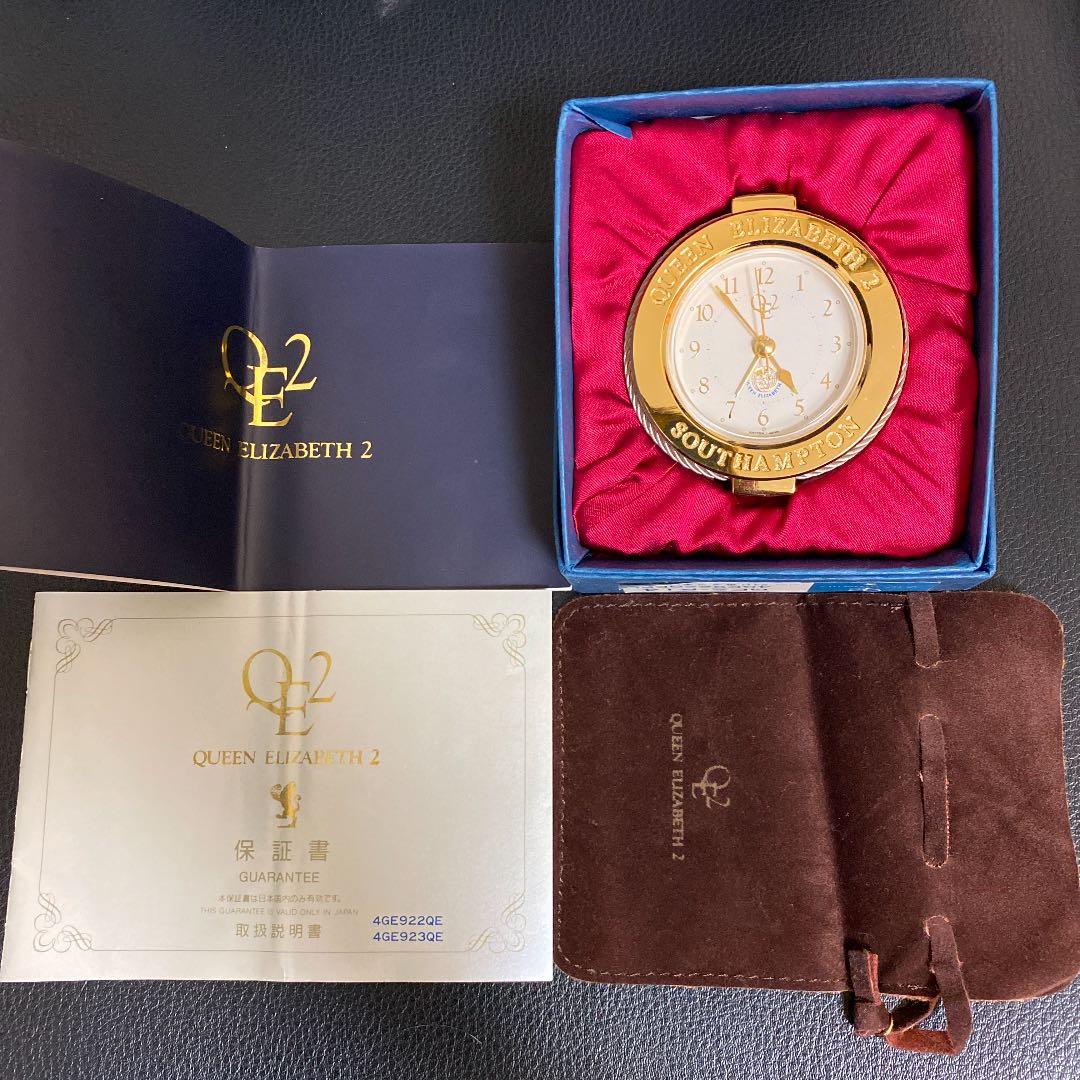 QE2
QUEEN ELIZABETH 2
QUEEN ELIZABETH 2
12
1
2
3
4
5
6
7
8
9
10
11
QE2
QUEEN ELIZABETH
SOUTHAMPTON
QE2
QUEEN ELIZABETH 2
保証書
GUARANTEE
本保証書は日本国内のみ有効です。
THIS GUARANTEE IS VALID ONLY IN JAPAN
取扱説明書
4GE922QE
4GE923QE
QE2
QUEEN ELIZABETH 2